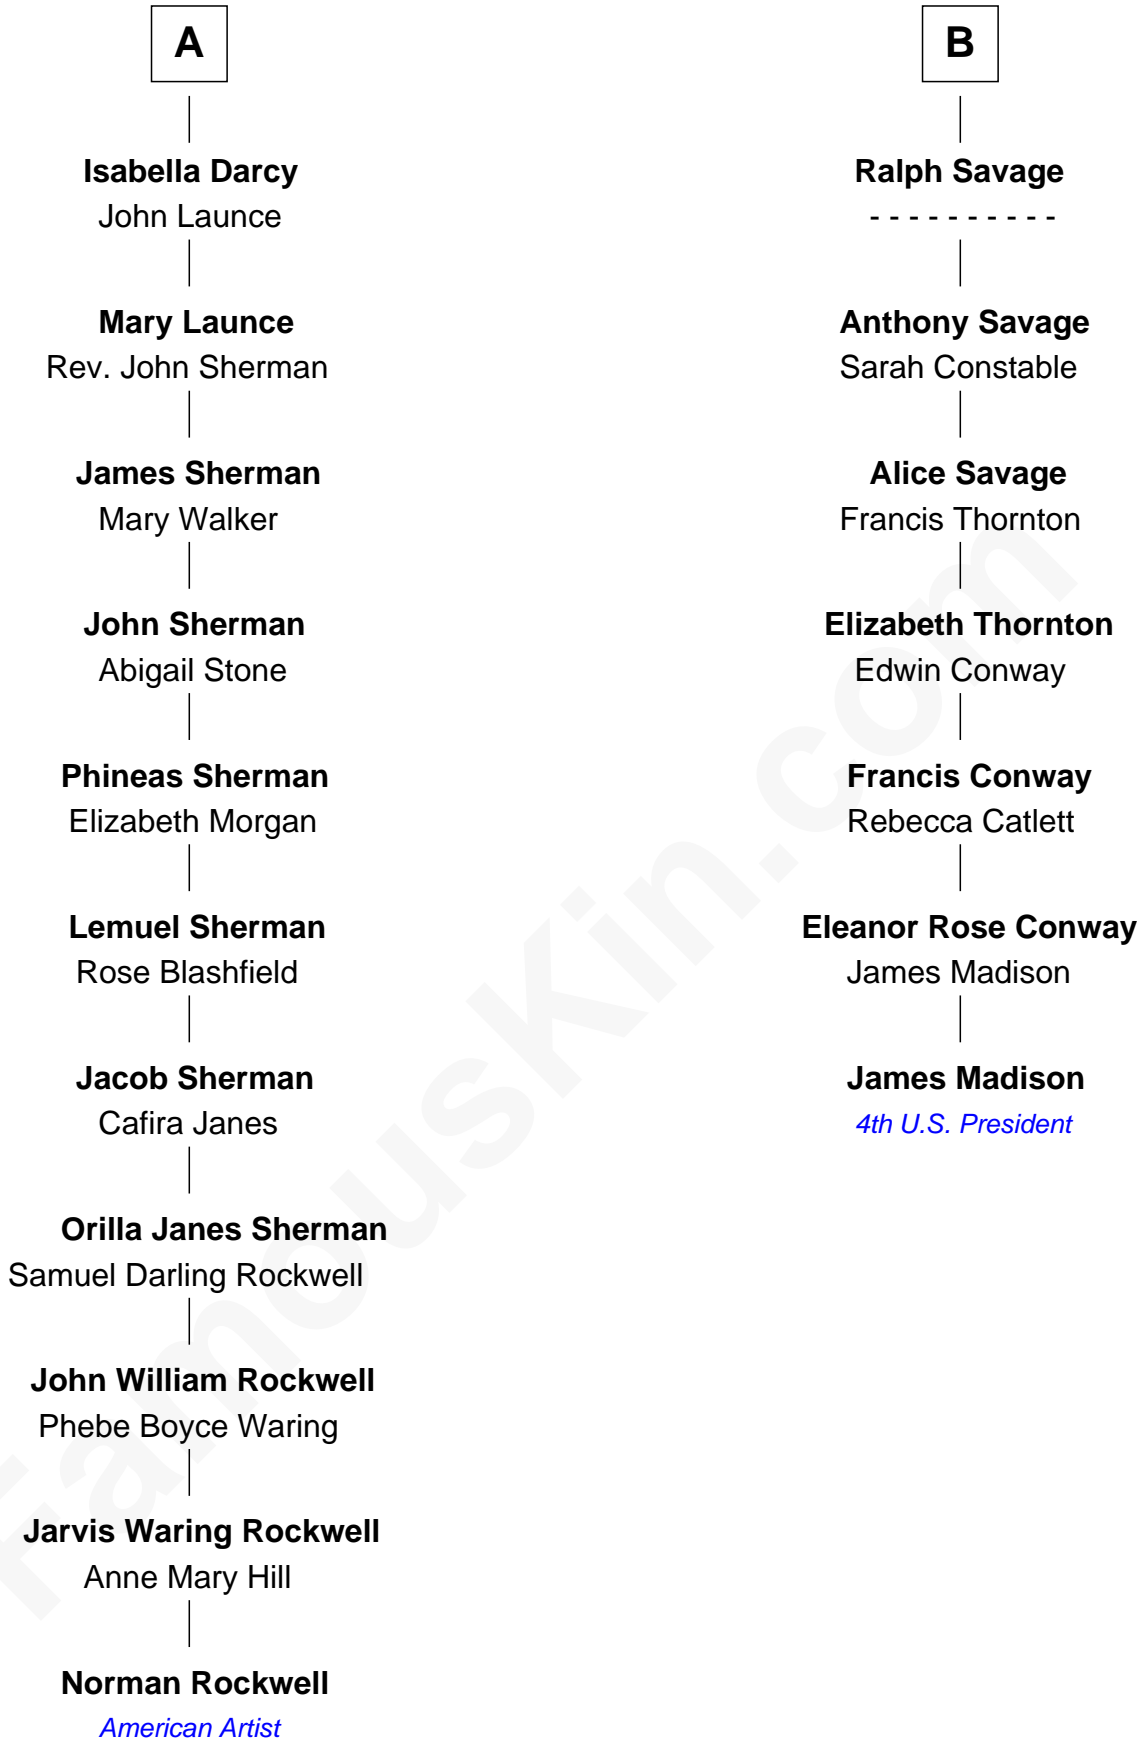 A
Isabella Darcy
John Launce
Mary Launce
Rev. John Sherman
James Sherman
Mary Walker
John Sherman
Abigail Stone
Phineas Sherman
Elizabeth Morgan
Lemuel Sherman
Rose Blashfield
Jacob Sherman
Cafira Janes
Orilla Janes Sherman
Samuel Darling Rockwell
John William Rockwell
Phebe Boyce Waring
Jarvis Waring Rockwell
Anne Mary Hill
Norman Rockwell
American Artist
B
Ralph Savage
- - - - - - - - - -
Anthony Savage
Sarah Constable
Alice Savage
Francis Thornton
Elizabeth Thornton
Edwin Conway
Francis Conway
Rebecca Catlett
Eleanor Rose Conway
James Madison
James Madison
4th U.S. President
FamousKin.com